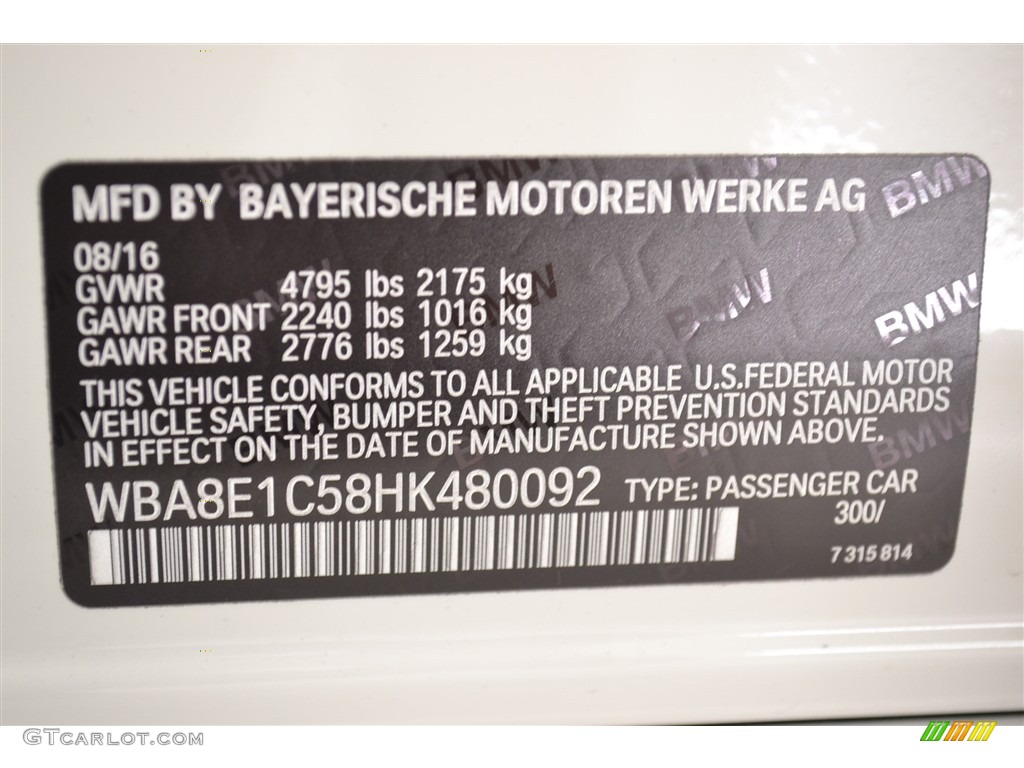 MFD BY BAYERISCHE MOTOREN WERKE AG
08/16
GVWR 4795 lbs 2175 kg
GAWR FRONT 2240 lbs 1016 kg
GAWR REAR 2776 lbs 1259 kg
THIS VEHICLE CONFORMS TO ALL APPLICABLE U.S.FEDERAL MOTOR
VEHICLE SAFETY, BUMPER AND THEFT PREVENTION STANDARDS
IN EFFECT ON THE DATE OF MANUFACTURE SHOWN ABOVE.
WBA8E1C58HK480092 TYPE: PASSENGER CAR
300/
7 315 814
BMW
BMW
BMW
BMW
GTCarlot.com